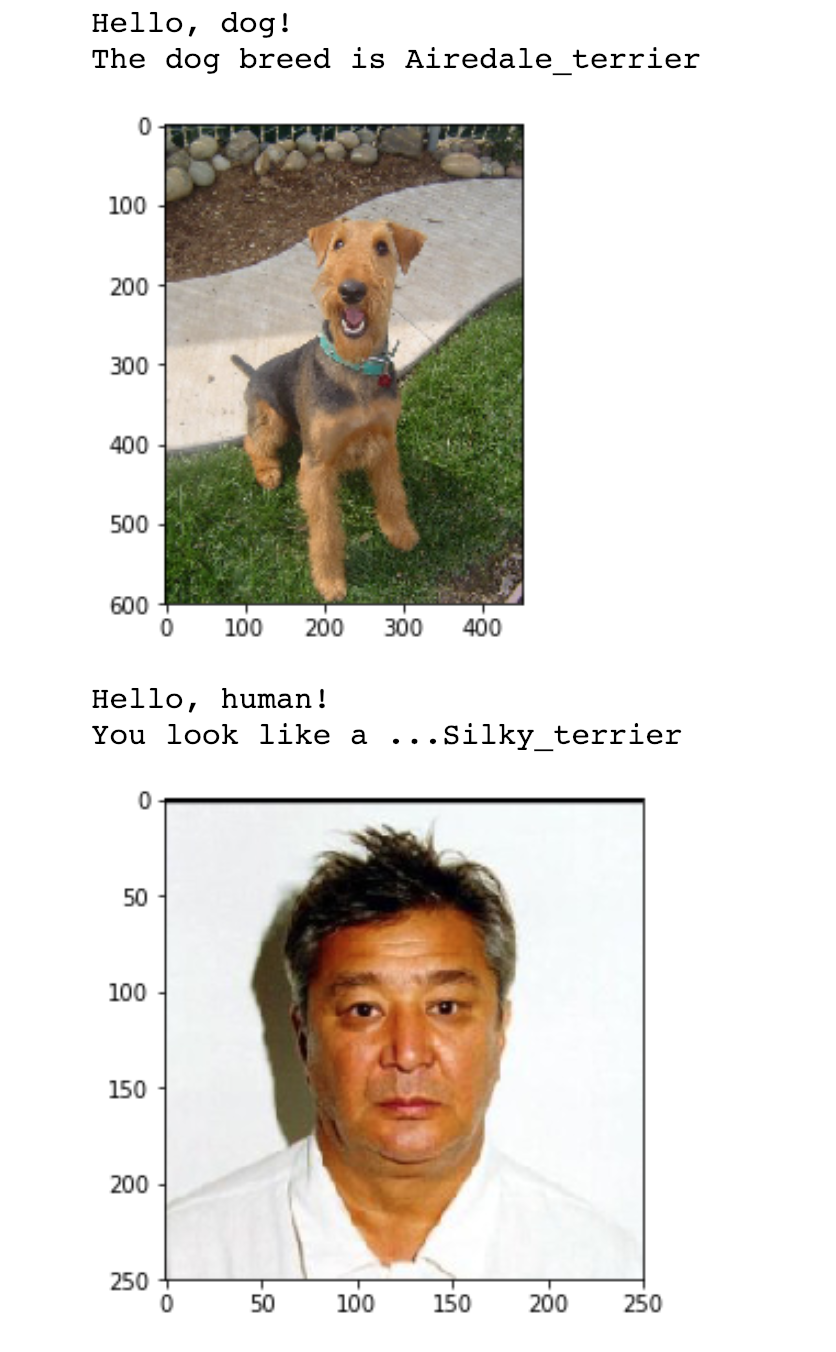 Hello, dog!
The dog breed is Airedale_terrier
0
100
200
300
400
500
600
0 100 200 300 400
Hello, human!
You look like a ...Silky_terrier
0
50
100
150
200
250
0 50 100 150 200 250